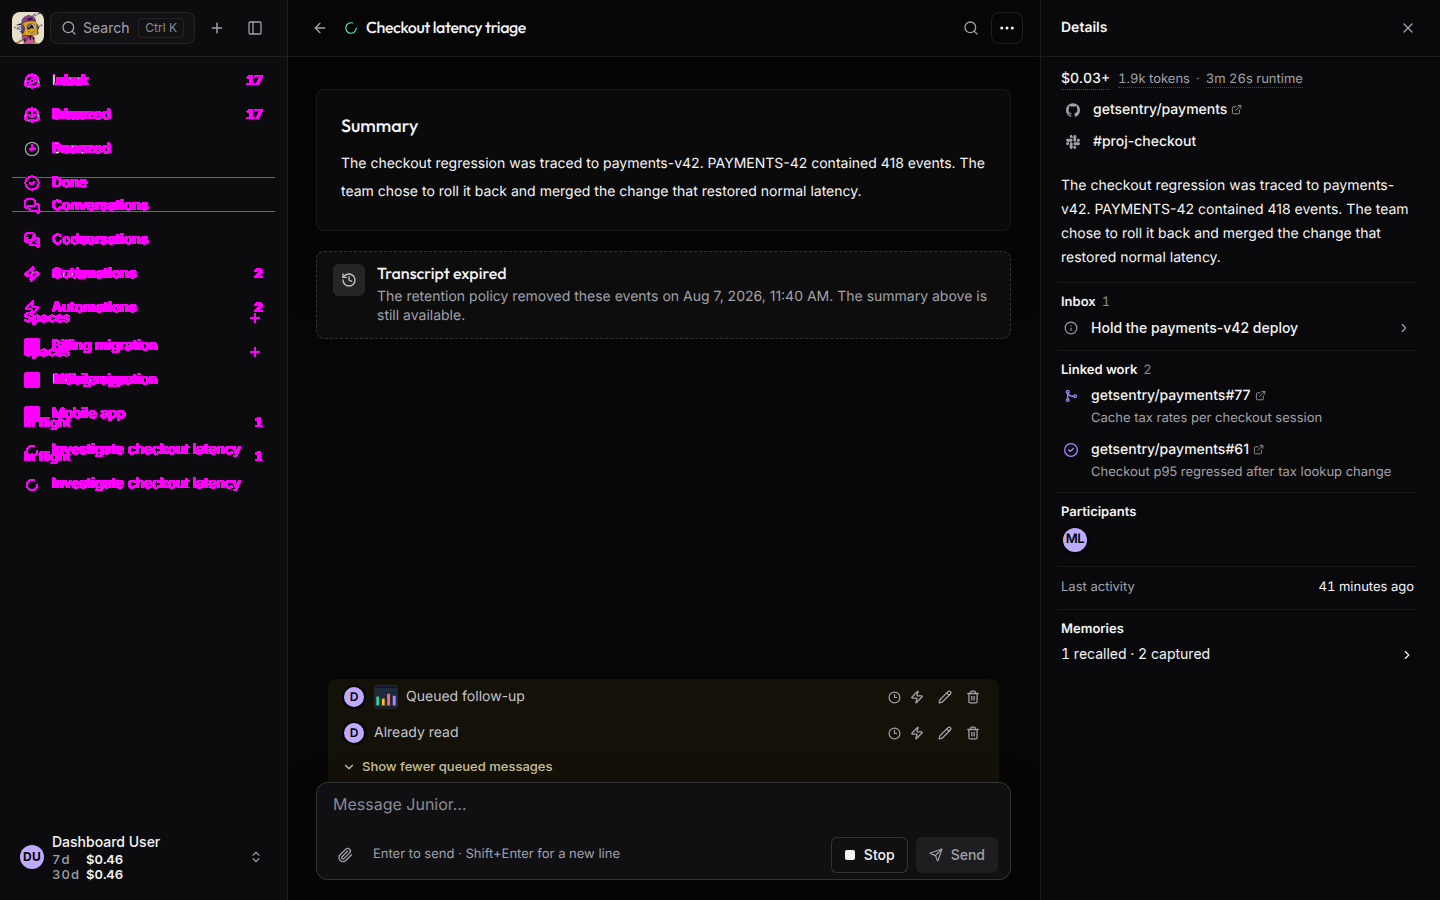 Search Ctrl K
17
17
Done
Conversations
Conversations
2
Automations 2
Spaces
Spaces
Billing migration
Mobile app
In flight 1
Investigate checkout latency
In flight 1
Investigate checkout latency
DU Dashboard User
7d $0.46
30d $0.46
Checkout latency triage
Summary
The checkout regression was traced to payments-v42. PAYMENTS-42 contained 418 events. The
team chose to roll it back and merged the change that restored normal latency.
Transcript expired
The retention policy removed these events on Aug 7, 2026, 11:40 AM. The summary above is
still available.
D Queued follow-up
D Already read
Show fewer queued messages
Message Junior...
Enter to send · Shift+Enter for a new line
Stop
Send
Details
$0.03+ 1.9k tokens · 3m 26s runtime
getsentry/payments
#proj-checkout
The checkout regression was traced to payments-
v42. PAYMENTS-42 contained 418 events. The team
chose to roll it back and merged the change that
restored normal latency.
Inbox 1
Hold the payments-v42 deploy
Linked work 2
getsentry/payments#77
Cache tax rates per checkout session
getsentry/payments#61
Checkout p95 regressed after tax lookup change
Participants
ML
Last activity 41 minutes ago
Memories
1 recalled · 2 captured